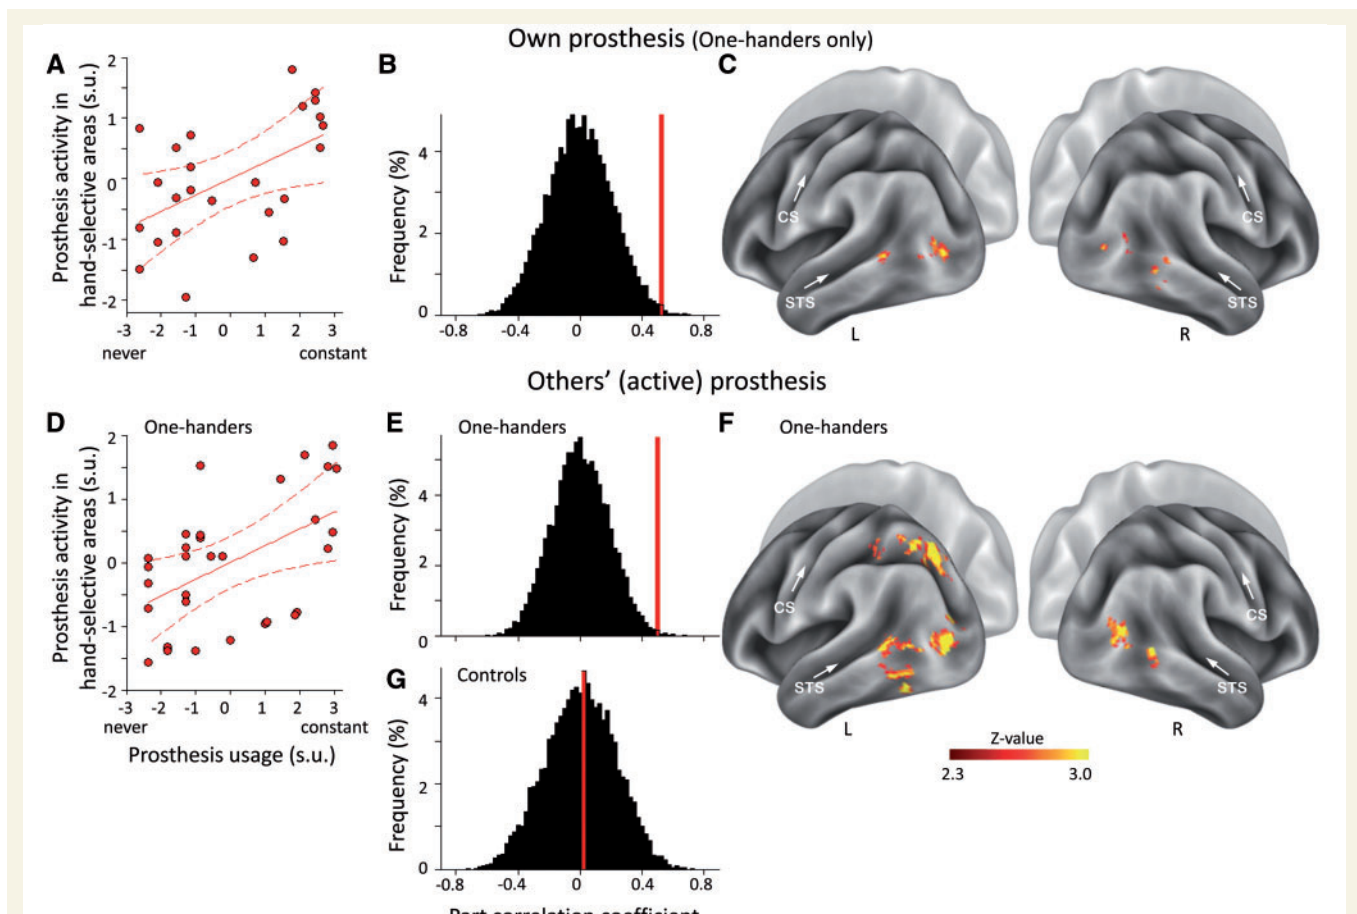 Own prosthesis (One-handers only)
A
Prosthesis activity in
hand-selective areas (s.u.)
2
1
0
-1
-2
-3 -2 -1 0 1 2 3
never constant
B
Frequency (%)
4
2
0
-0.8 -0.4 0 0.4 0.8
C
CS
STS
L
CS
STS
R
Others’ (active) prosthesis
D
One-handers
Prosthesis activity in
hand-selective areas (s.u.)
2
1
0
-1
-2
-3 -2 -1 0 1 2 3
never constant
Prosthesis usage (s.u.)
E
One-handers
Frequency (%)
4
2
0
G
Controls
Frequency (%)
4
2
0
-0.8 -0.4 0 0.4 0.8
Part correlation coefficient
F
One-handers
CS
STS
L
CS
STS
R
Z-value
2.3 3.0